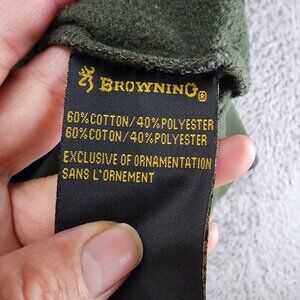 BROWNING®
60%COTTON/40%POLYESTER
60%COTON/40%POLYESTER
EXCLUSIVE OF ORNAMENTATION
SANS L'ORNEMENT